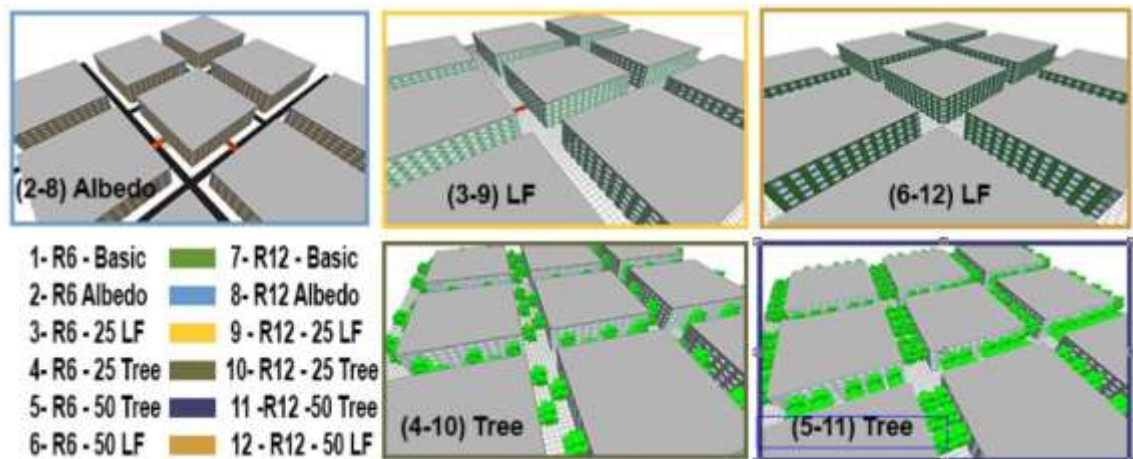 (2-8) Albedo
(3-9) LF
(6-12) LF
1- R6 - Basic
7- R12 - Basic
2- R6 Albedo
8- R12 Albedo
3- R6 - 25 LF
9 - R12 - 25 LF
4- R6 - 25 Tree
10- R12 - 25 Tree
5- R6 - 50 Tree
11 -R12 -50 Tree
6- R6 - 50 LF
12 - R12 - 50 LF
(4-10) Tree
(5-11) Tree